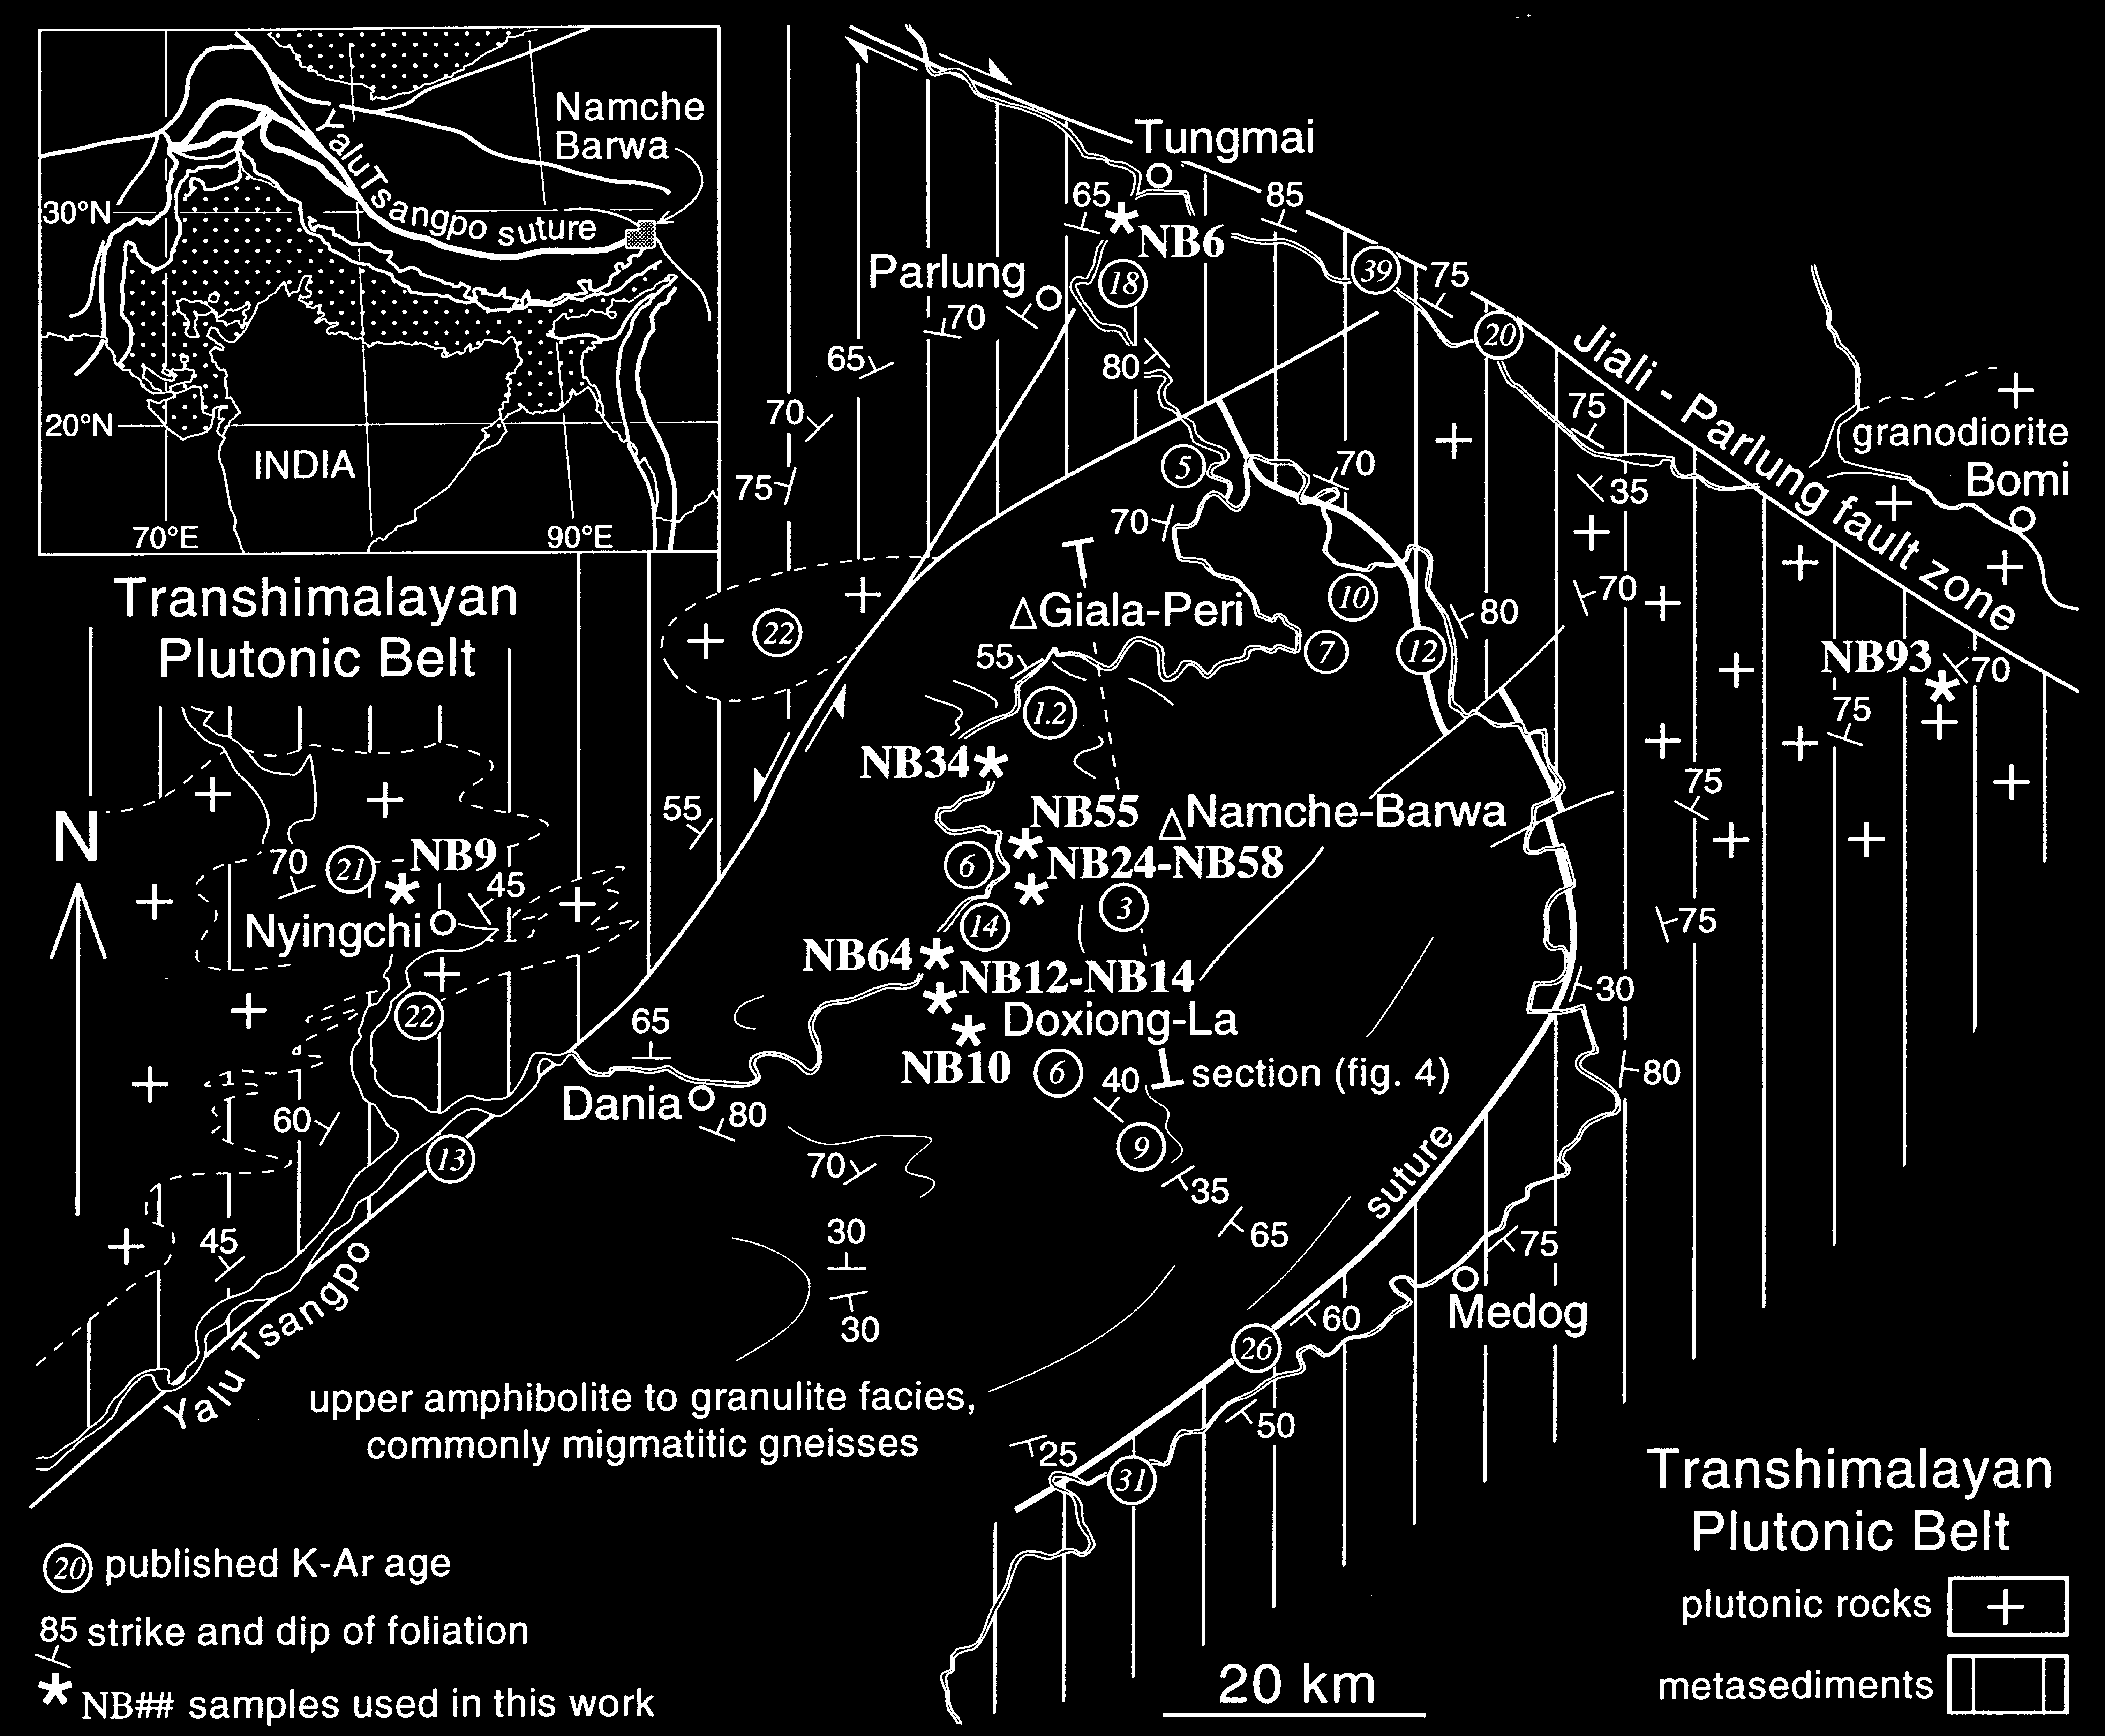 Namche
Barwa
YaluTsangpo suture
30°N
20°N
INDIA
70°E
90°E
Tungmai
65
85
NB6
Parlung
18
39
75
70
65
80
20
Jiali - Parlung fault zone
70
75
granodiorite
75
5
70
35
Bomi
70
Transhimalayan
Plutonic Belt
22
Giala-Peri
10
80
70
55
7
12
NB93
70
1.2
75
NB34
75
55
NB55
Namche-Barwa
N
70
21
NB9
6
NB24-NB58
45
3
Nyingchi
14
75
NB64
NB12-NB14
30
22
65
Doxiong-La
NB10
6
40
section (fig. 4)
80
Dania
80
60
13
9
70
35
suture
45
30
65
75
Yalu Tsangpo
30
60
Medog
26
upper amphibolite to granulite facies,
commonly migmatitic gneisses
50
25
31
Transhimalayan
Plutonic Belt
20 published K-Ar age
plutonic rocks
85 strike and dip of foliation
metasediments
NB## samples used in this work
20 km